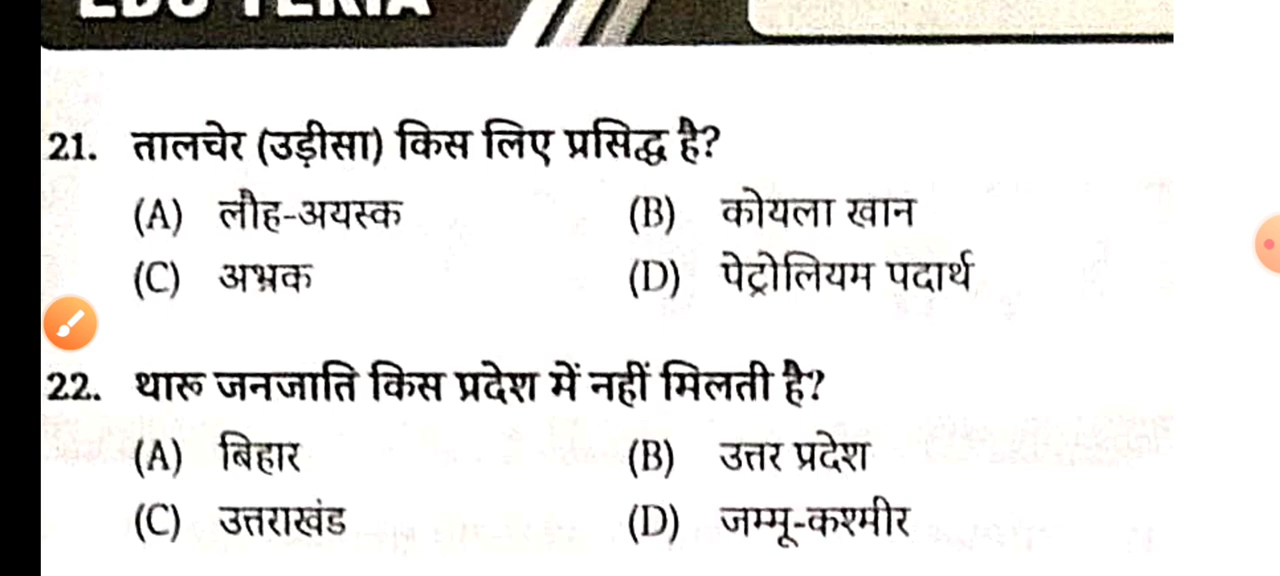 21. तालचेर (उड़ीसा) किस लिए प्रसिद्ध है?
(A) लौह-अयस्क (B) कोयला खान
(C) अभ्रक (D) पेट्रोलियम पदार्थ
22. थारू जनजाति किस प्रदेश में नहीं मिलती है?
(A) बिहार (B) उत्तर प्रदेश
(C) उत्तराखंड (D) जम्मू-कश्मीर